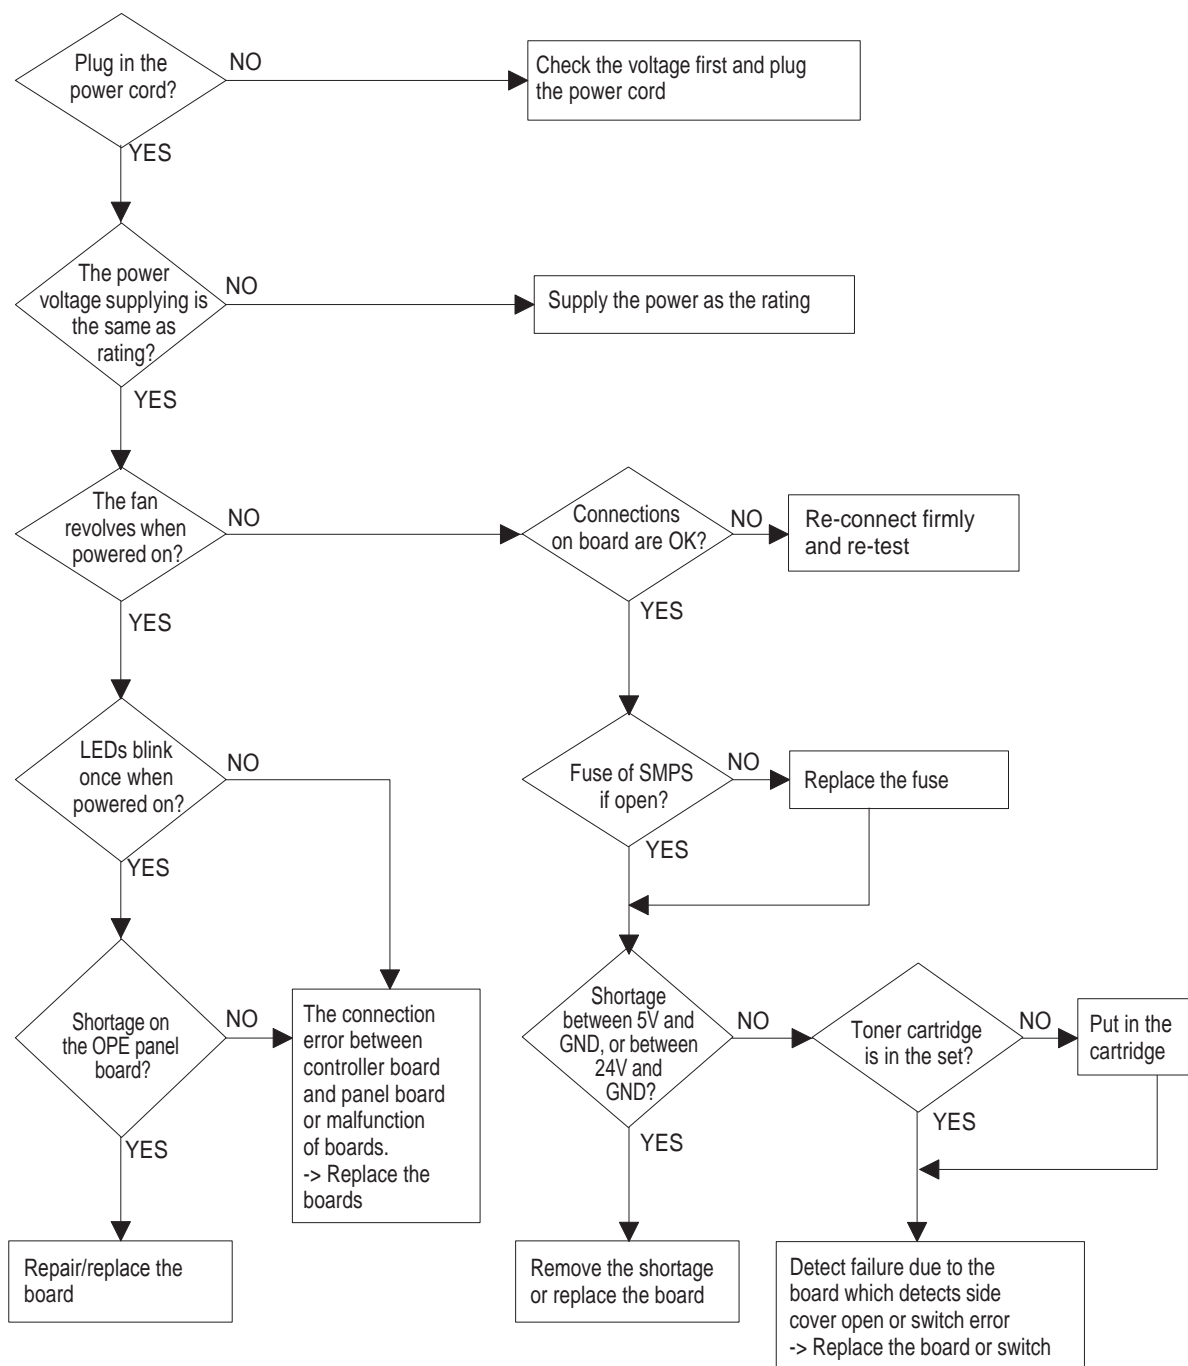 Plug in the
power cord?
NO
Check the voltage first and plug
the power cord
YES
The power
voltage supplying is
the same as
rating?
NO
Supply the power as the rating
YES
The fan
revolves when
powered on?
NO
Connections
on board are OK?
NO
Re-connect firmly
and re-test
YES
YES
LEDs blink
once when
powered on?
NO
Fuse of SMPS
if open?
NO
Replace the fuse
YES
YES
Shortage on
the OPE panel
board?
NO
The connection
error between
controller board
and panel board
or malfunction
of boards.
-> Replace the
boards
Shortage
between 5V and
GND, or between
24V and
GND?
NO
Toner cartridge
is in the set?
NO
Put in the
cartridge
YES
YES
YES
Repair/replace the
board
Remove the shortage
or replace the board
Detect failure due to the
board which detects side
cover open or switch error
-> Replace the board or switch